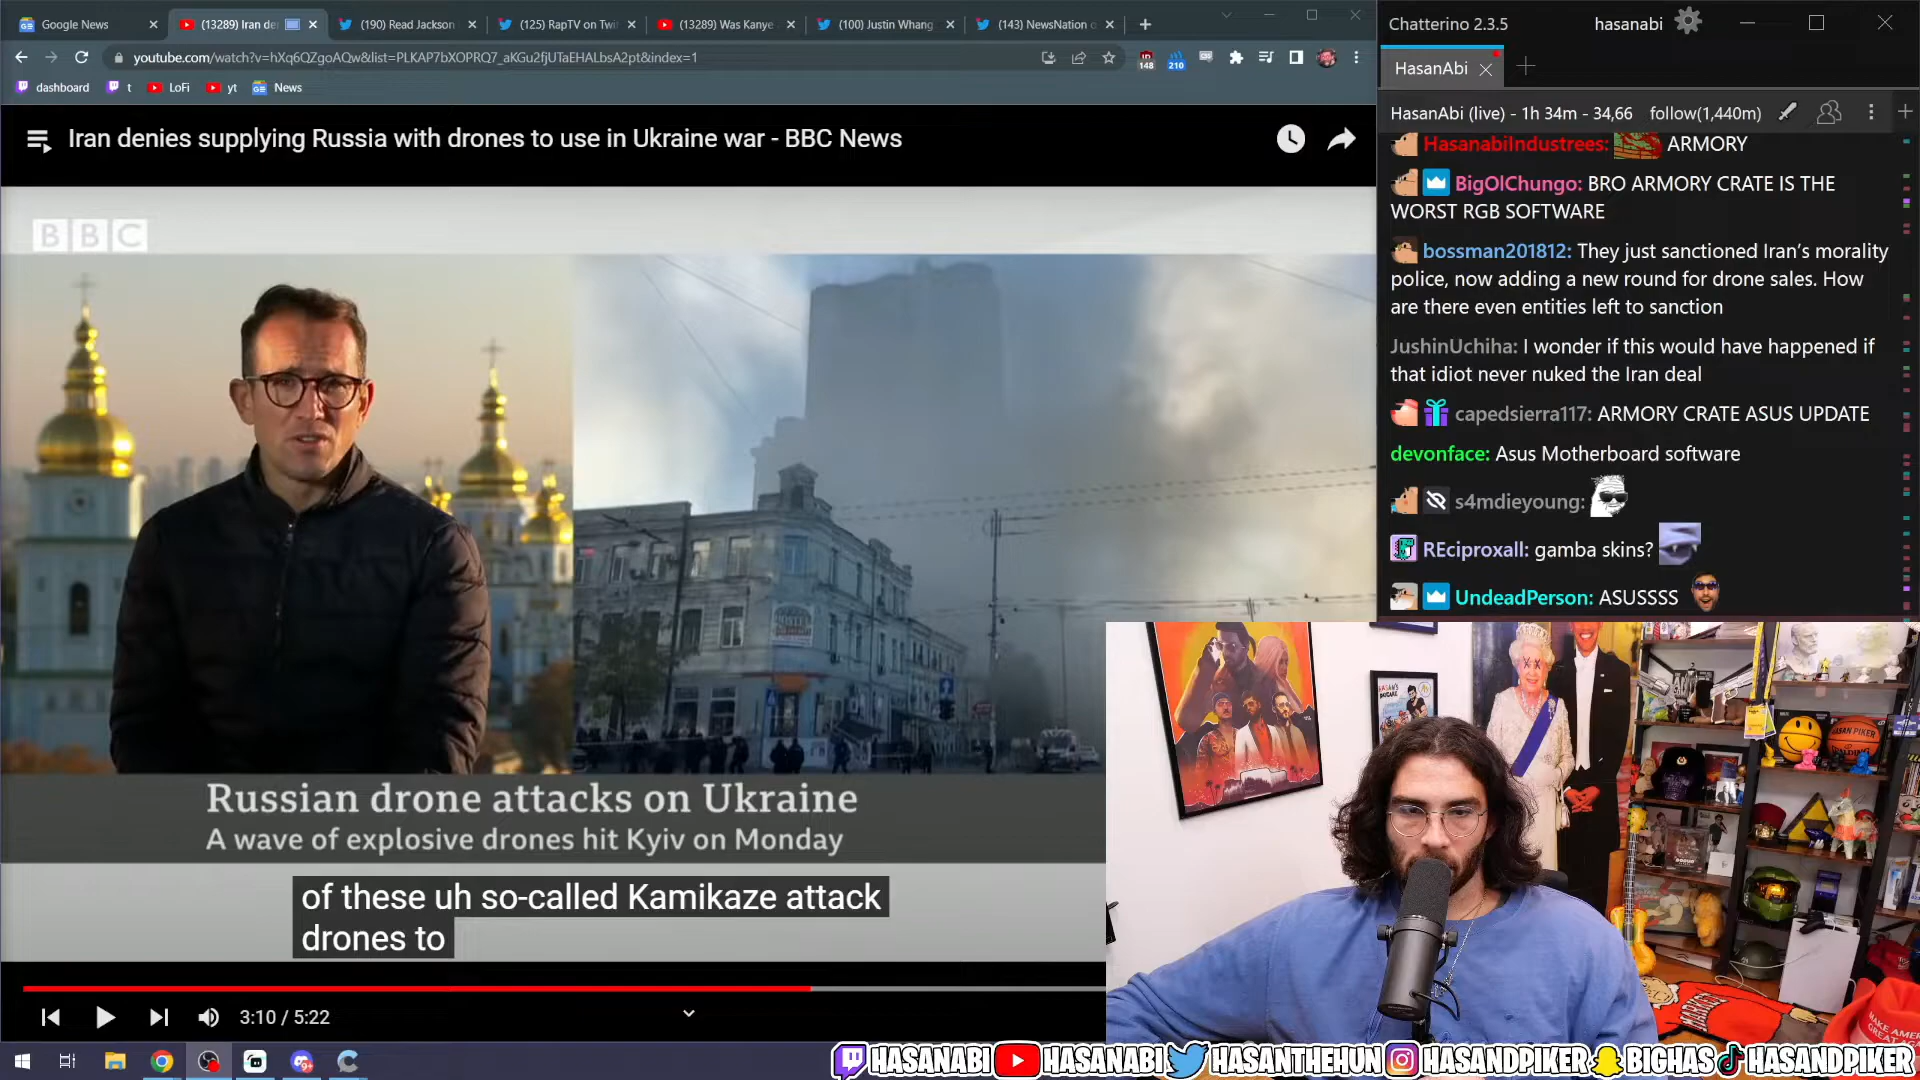 Google News
(13289) Iran de
(190) Read Jackson
(125) RapTV on Twi
(13289) Was Kanye
(100) Justin Whang
(143) NewsNation o
youtube.com/watch?v=hXq6QZgoAQw&list=PLKAP7bXOPRQ7_aKGu2fjUTaEHALbsA2pt&index=1
148
210
dashboard
t
LoFi
yt
News
Iran denies supplying Russia with drones to use in Ukraine war - BBC News
BBC
Russian drone attacks on Ukraine
A wave of explosive drones hit Kyiv on Monday
of these uh so-called Kamikaze attack
drones to
3:10 / 5:22
Chatterino 2.3.5
hasanabi
HasanAbi
HasanAbi (live) - 1h 34m - 34,66
follow(1,440m)
HasanabiIndustrees: ARMORY
BigOlChungo: BRO ARMORY CRATE IS THE
WORST RGB SOFTWARE
bossman201812: They just sanctioned Iran’s morality
police, now adding a new round for drone sales. How
are there even entities left to sanction
JushinUchiha: I wonder if this would have happened if
that idiot never nuked the Iran deal
capedsierra117: ARMORY CRATE ASUS UPDATE
devonface: Asus Motherboard software
s4mdieyoung:
REciproxall: gamba skins?
UndeadPerson: ASUSSSS
HASAN PIKER
SPALDING
HASANABI
HASANABI
HASANTHEHUN
HASANDPIKER
BIGHAS
HASANDPIKER